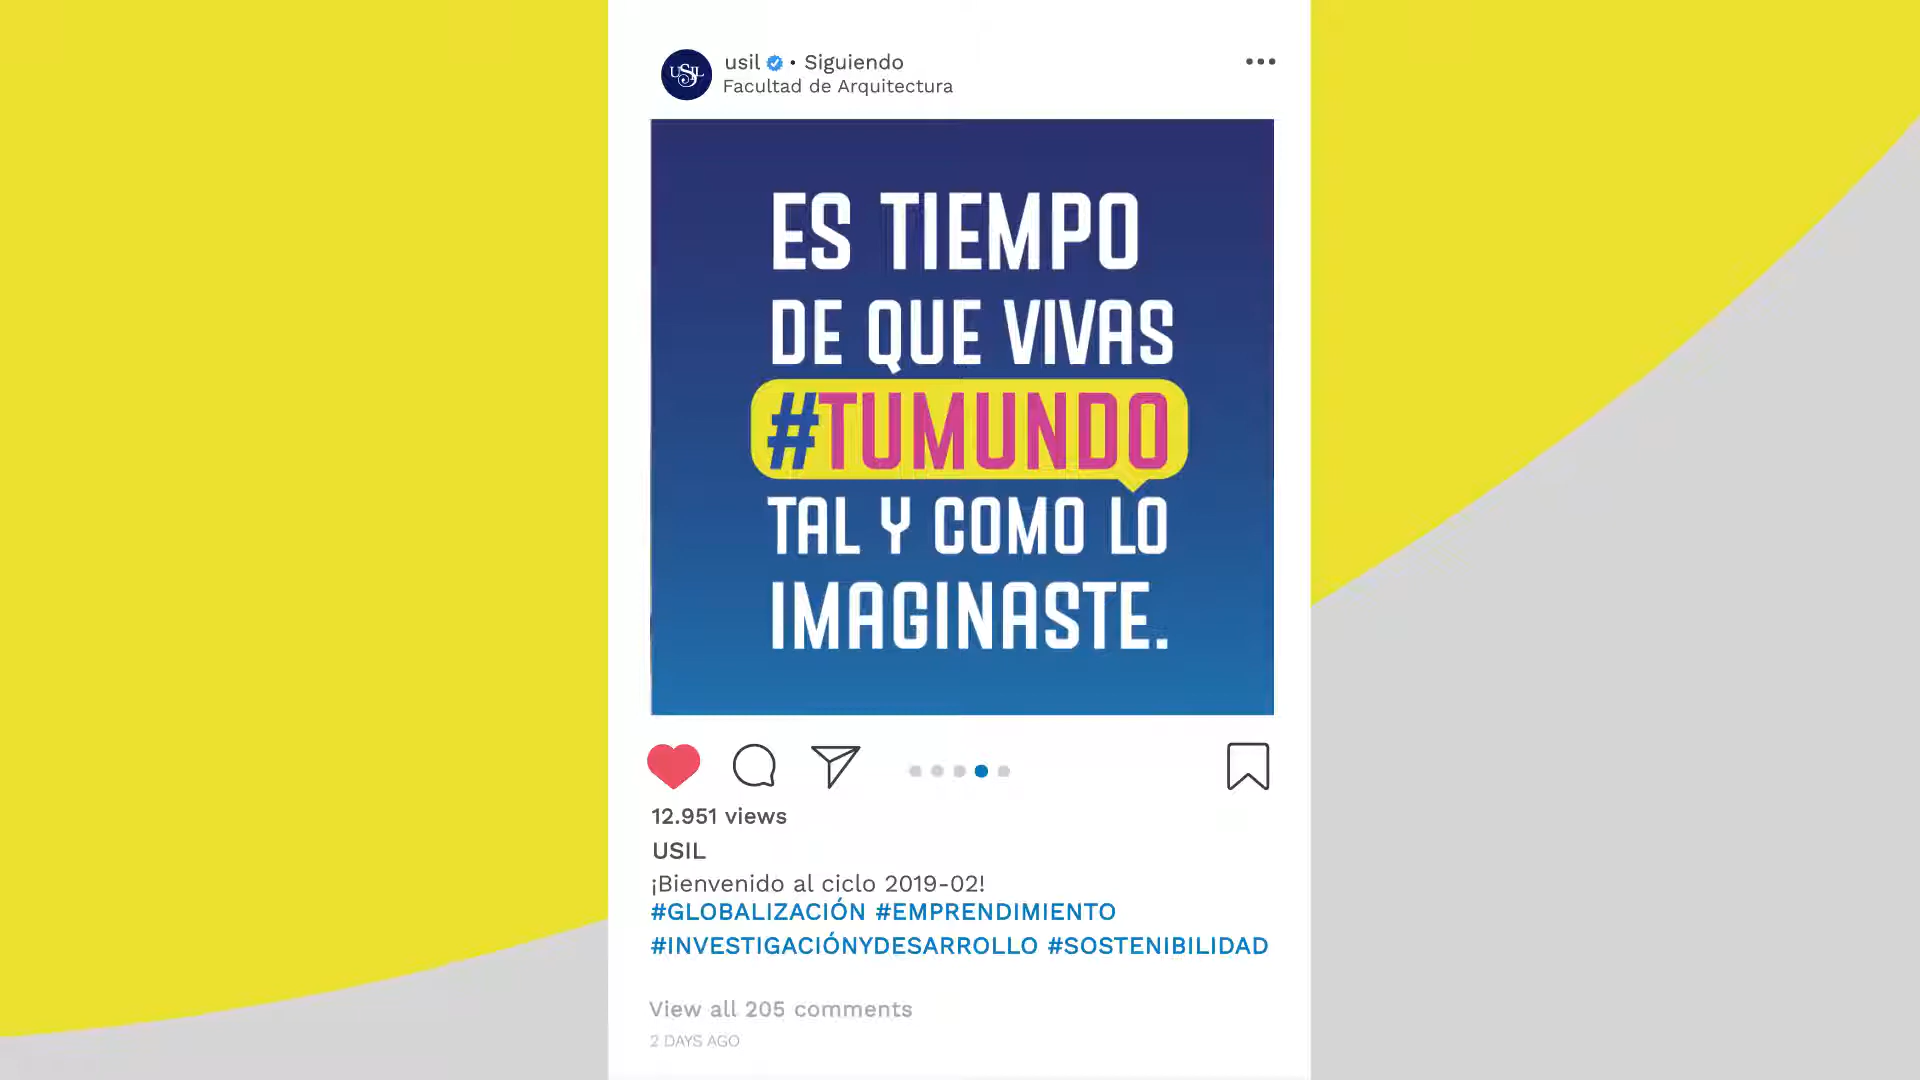 USIL
usil • Siguiendo
Facultad de Arquitectura
ES TIEMPO
DE QUE VIVAS
#TUMUNDO
TAL Y COMO LO
IMAGINASTE.
12.951 views
USIL
¡Bienvenido al ciclo 2019-02!
#GLOBALIZACIÓN #EMPRENDIMIENTO
#INVESTIGACIÓNYDESARROLLO #SOSTENIBILIDAD
View all 205 comments
2 DAYS AGO